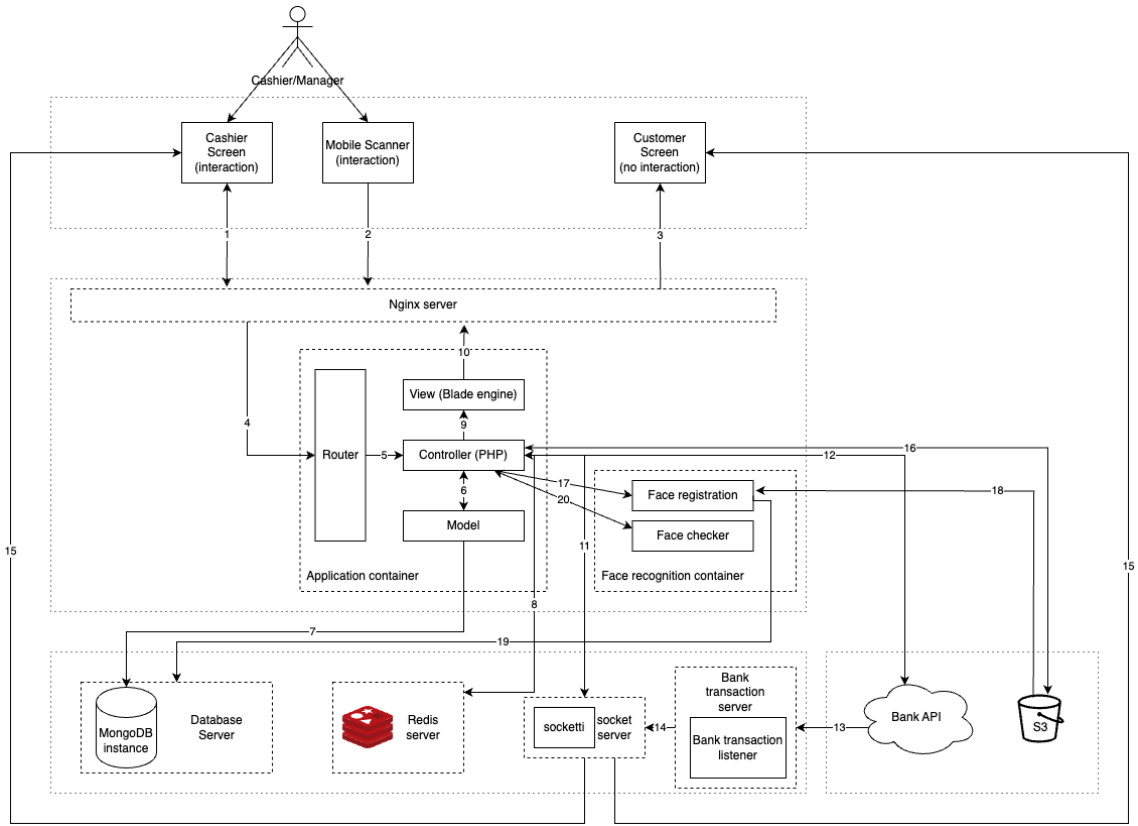 Cashier/Manager
Cashier
Screen
(interaction)
Mobile Scanner
(interaction)
Customer
Screen
(no interaction)
1
2
3
Nginx server
10
View (Blade engine)
4
9
Router
5
Controller (PHP)
16
12
6
17
20
Face registration
18
Model
Face checker
15
11
15
Application container
Face recognition container
8
7
19
Bank
transaction
server
MongoDB
instance
Database
Server
Redis
server
socketti
socket
server
14
Bank transaction
listener
13
Bank API
S3